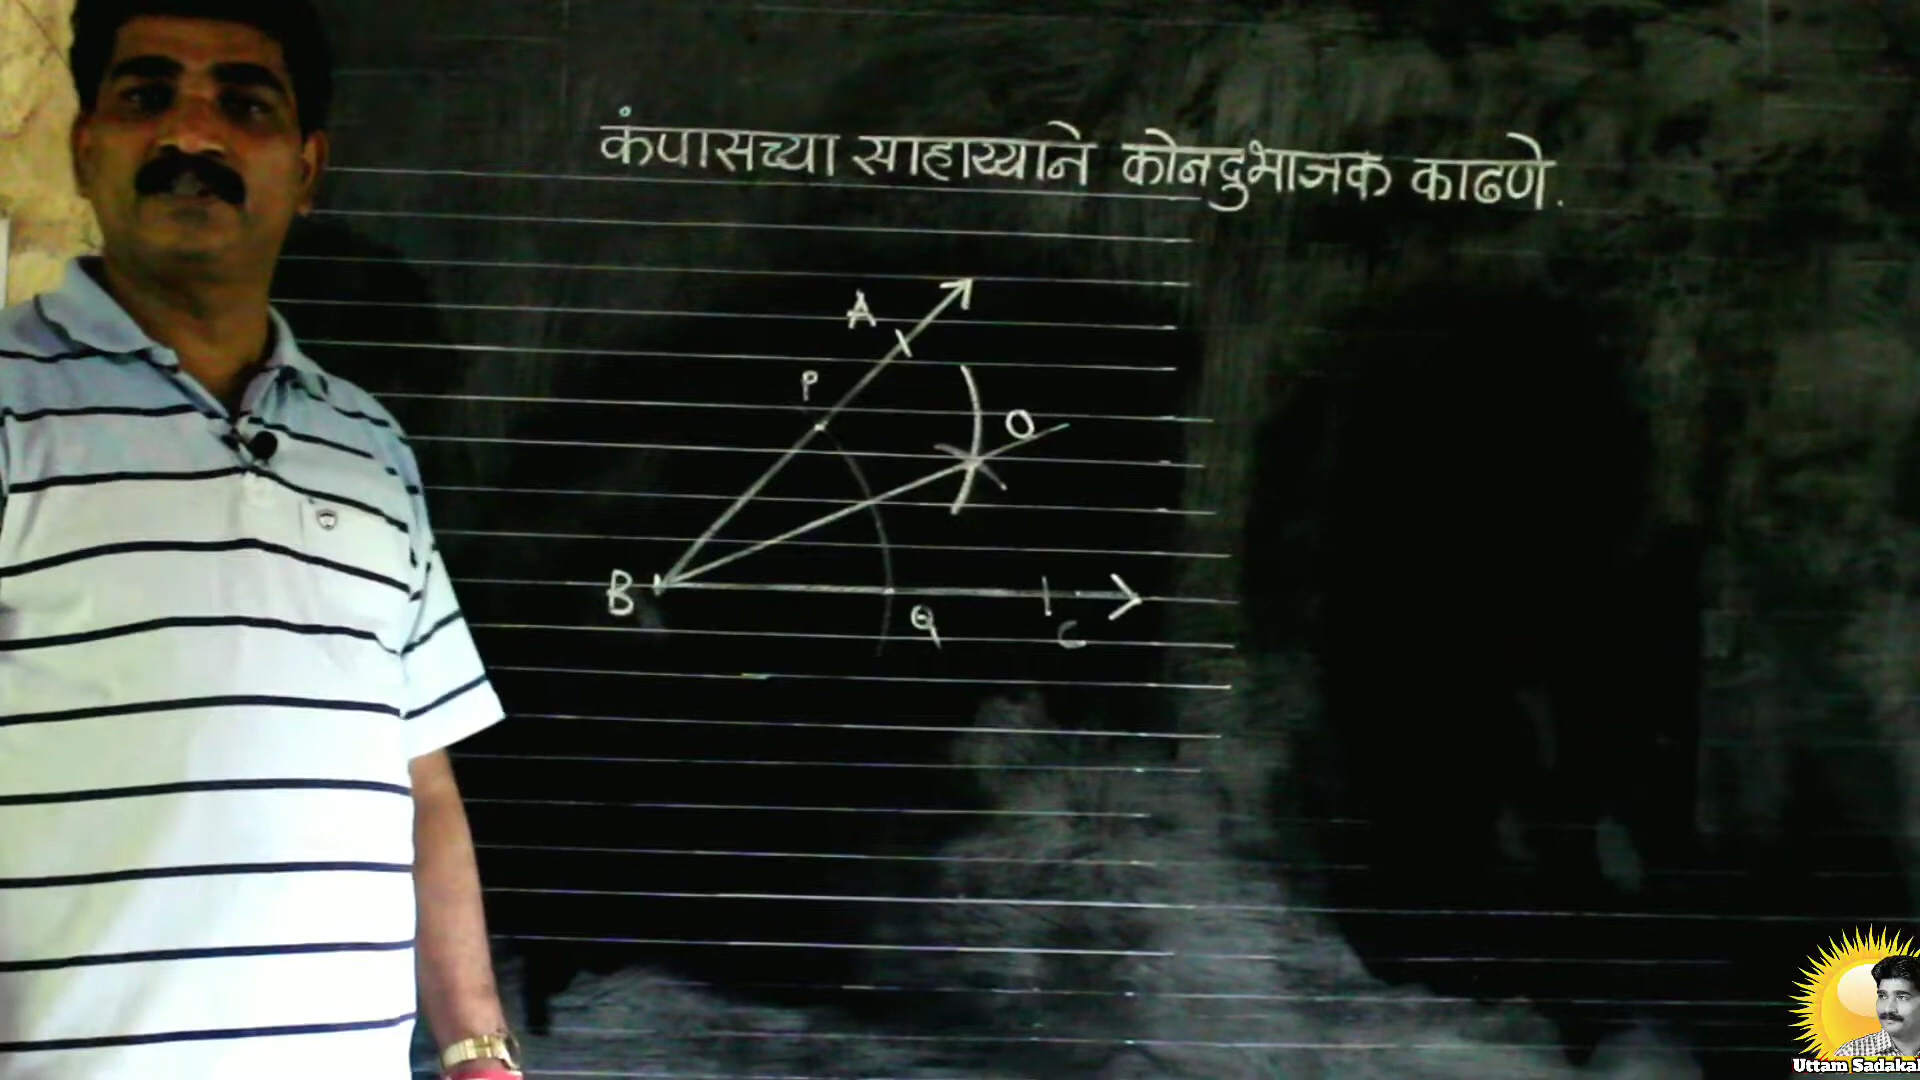 कंपासच्या साहाय्याने कोनदुभाजक काढणे.
A
P
O
B
Q
C
Uttam Sadakal